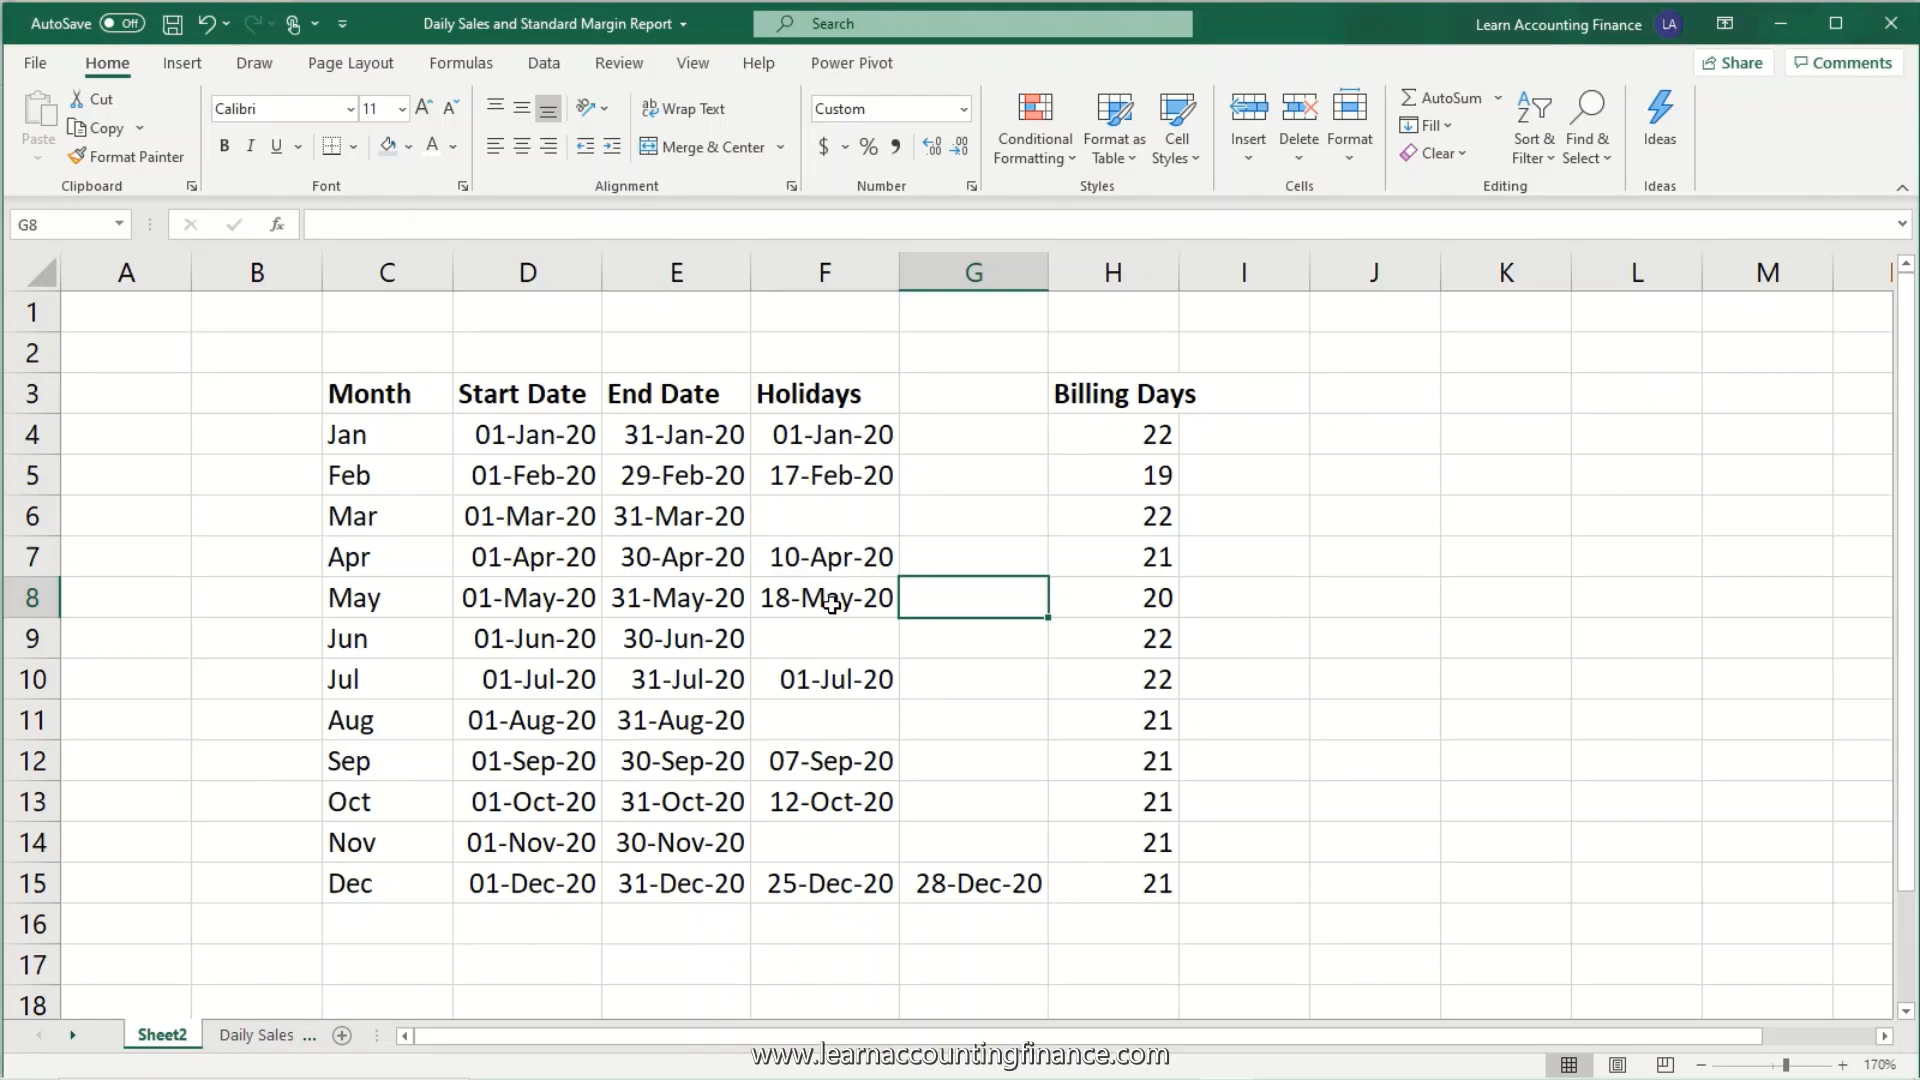 AutoSave Off Daily Sales and Standard Margin Report Search Learn Accounting Finance LA
File Home Insert Draw Page Layout Formulas Data Review View Help Power Pivot Share Comments
Paste Cut Copy Format Painter Clipboard
Calibri 11 B I U A Font
Wrap Text Merge & Center Alignment
Custom $ % Number
Conditional Formatting Format as Table Cell Styles Styles
Insert Delete Format Cells
AutoSum Fill Clear Sort & Filter Find & Select Editing
Ideas Ideas
G8 fx
A B C D E F G H I J K L M
1
2
3 Month Start Date End Date Holidays Billing Days
4 Jan 01-Jan-20 31-Jan-20 01-Jan-20 22
5 Feb 01-Feb-20 29-Feb-20 17-Feb-20 19
6 Mar 01-Mar-20 31-Mar-20 22
7 Apr 01-Apr-20 30-Apr-20 10-Apr-20 21
8 May 01-May-20 31-May-20 18-May-20 20
9 Jun 01-Jun-20 30-Jun-20 22
10 Jul 01-Jul-20 31-Jul-20 01-Jul-20 22
11 Aug 01-Aug-20 31-Aug-20 21
12 Sep 01-Sep-20 30-Sep-20 07-Sep-20 21
13 Oct 01-Oct-20 31-Oct-20 12-Oct-20 21
14 Nov 01-Nov-20 30-Nov-20 21
15 Dec 01-Dec-20 31-Dec-20 25-Dec-20 28-Dec-20 21
16
17
18
Sheet2 Daily Sales ...
www.learnaccountingfinance.com
170%